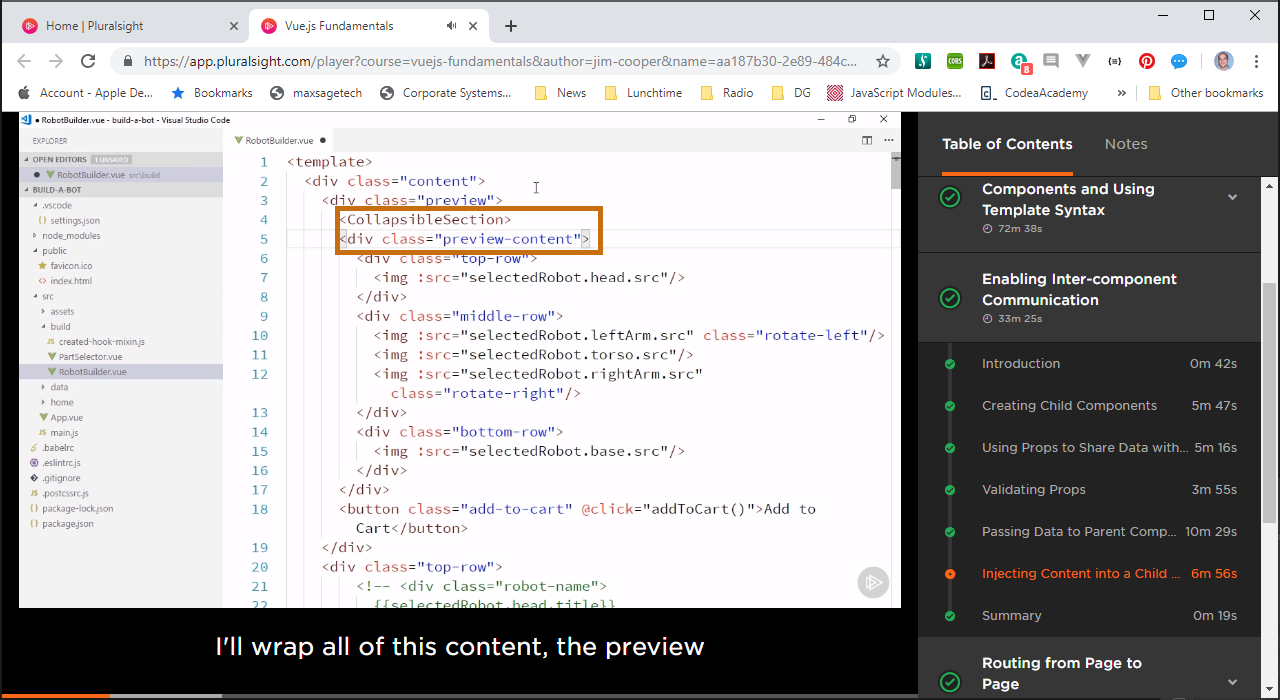 Home | Pluralsight
Vue.js Fundamentals
https://app.pluralsight.com/player?course=vuejs-fundamentals&author=jim-cooper&name=aa187b30-2e89-484c...
CORS
8
Account - Apple De...
Bookmarks
maxsagetech
Corporate Systems...
News
Lunchtime
Radio
DG
JavaScript Modules...
CodeaAcademy
»
Other bookmarks
● RobotBuilder.vue - build-a-bot - Visual Studio Code
EXPLORER
OPEN EDITORS 1 UNSAVED
● RobotBuilder.vue src\build
BUILD-A-BOT
.vscode
{} settings.json
node_modules
public
favicon.ico
<> index.html
src
assets
build
JS created-hook-mixin.js
PartSelector.vue
RobotBuilder.vue
data
home
App.vue
JS main.js
.babelrc
.eslintrc.js
.gitignore
JS .postcssrc.js
{} package-lock.json
{} package.json
RobotBuilder.vue ●
1 <template>
2 <div class="content">
3 <div class="preview">
4 <CollapsibleSection>
5 <div class="preview-content">
6 <div class="top-row">
7 <img :src="selectedRobot.head.src"/>
8 </div>
9 <div class="middle-row">
10 <img :src="selectedRobot.leftArm.src" class="rotate-left"/>
11 <img :src="selectedRobot.torso.src"/>
12 <img :src="selectedRobot.rightArm.src"
class="rotate-right"/>
13 </div>
14 <div class="bottom-row">
15 <img :src="selectedRobot.base.src"/>
16 </div>
17 </div>
18 <button class="add-to-cart" @click="addToCart()">Add to
Cart</button>
19 </div>
20 <div class="top-row">
21 <!-- <div class="robot-name">
22 {{selectedRobot.head.title}}
I'll wrap all of this content, the preview
Table of Contents
Notes
Components and Using
Template Syntax
72m 38s
Enabling Inter-component
Communication
33m 25s
Introduction 0m 42s
Creating Child Components 5m 47s
Using Props to Share Data with... 5m 16s
Validating Props 3m 55s
Passing Data to Parent Comp... 10m 29s
Injecting Content into a Child ... 6m 56s
Summary 0m 19s
Routing from Page to
Page